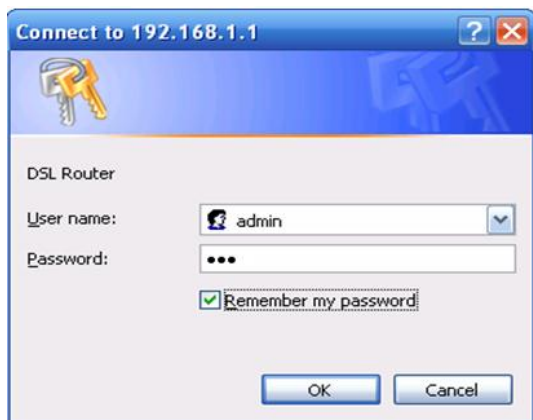 Connect to 192.168.1.1
DSL Router
User name:
admin
Password:
•••
Remember my password
OK
Cancel